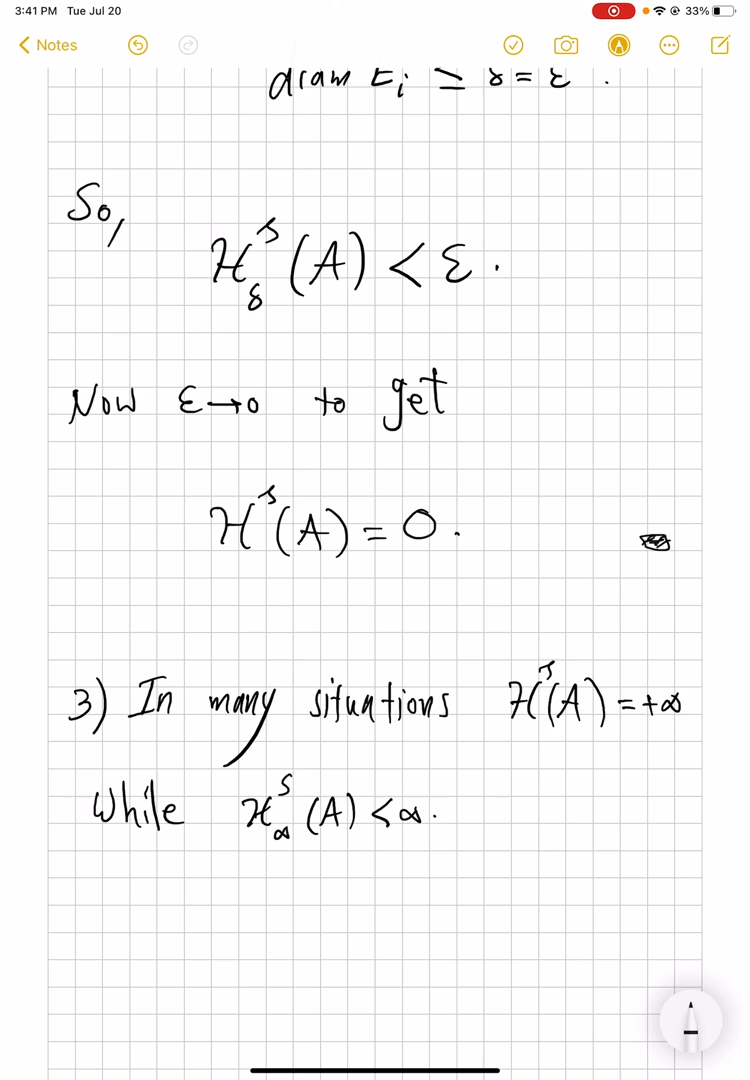 3:41 PM Tue Jul 20 33%
Notes
diam E_i ≤ δ = ε .
So,
H^s_δ (A) < ε .
Now ε→0 to get
H^s(A) = 0 .
3) In many situations H^s(A) = +∞
While H^s_∞ (A) < ∞ .